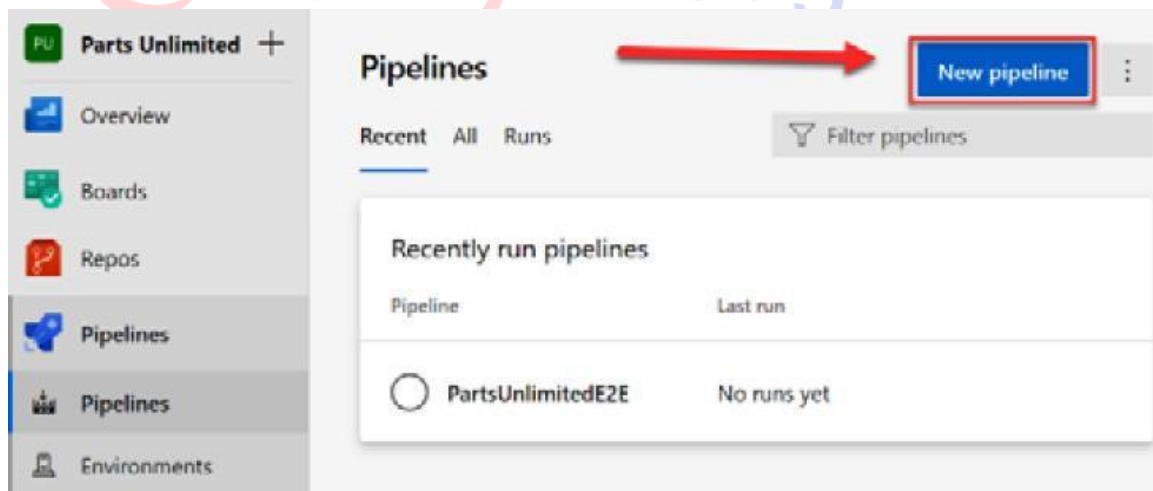 PU Parts Unlimited +
Overview
Boards
Repos
Pipelines
Pipelines
Environments
Pipelines
New pipeline
Recent All Runs
Filter pipelines
Recently run pipelines
Pipeline Last run
PartsUnlimitedE2E No runs yet